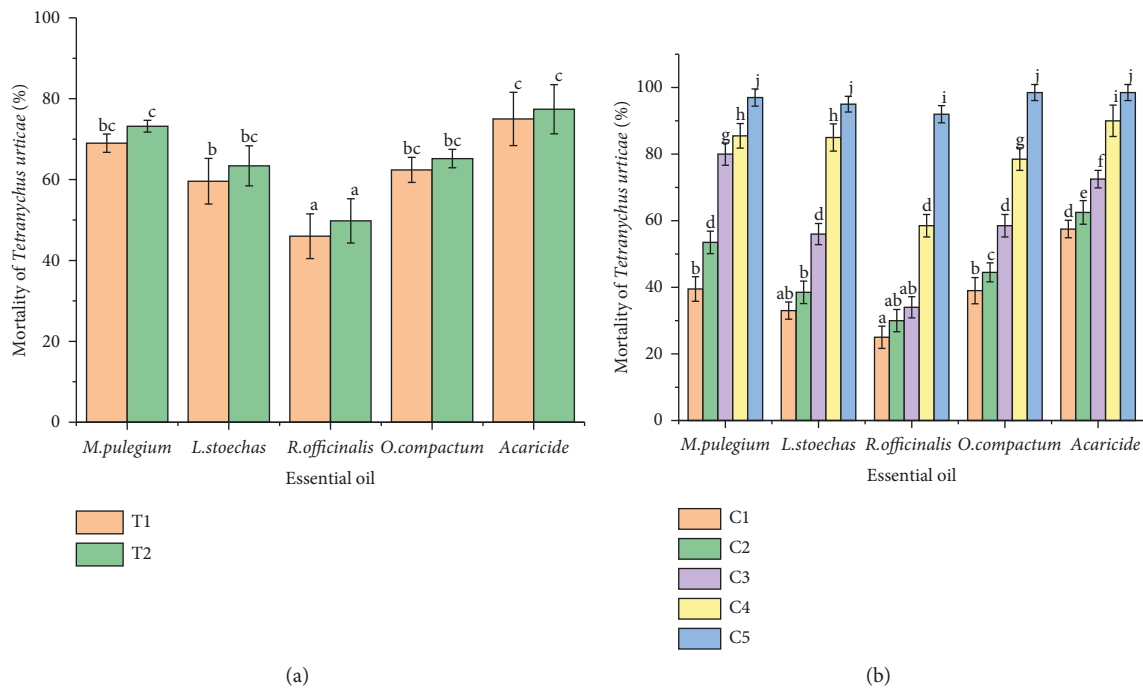 100
80
60
40
20
0
Mortality of Tetranychus urticae (%)
bc
c
b
bc
a
a
bc
bc
c
c
M.pulegium
L.stoechas
R.officinalis
O.compactum
Acaricide
Essential oil
T1
T2
(a)
100
80
60
40
20
0
Mortality of Tetranychus urticae (%)
b
d
g
h
j
ab
b
d
h
j
a
ab
ab
d
i
b
c
d
g
j
d
e
f
i
j
M.pulegium
L.stoechas
R.officinalis
O.compactum
Acaricide
Essential oil
C1
C2
C3
C4
C5
(b)